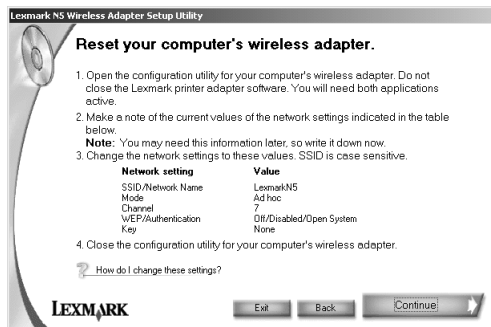 Lexmark N5 Wireless Adapter Setup Utility
Reset your computer's wireless adapter.
1. Open the configuration utility for your computer's wireless adapter. Do not
close the Lexmark printer adapter software. You will need both applications
active.
2. Make a note of the current values of the network settings indicated in the table
below.
Note: You may need this information later, so write it down now.
3. Change the network settings to these values. SSID is case sensitive.
Network setting Value
SSID/Network Name LexmarkN5
Mode Ad hoc
Channel 7
WEP/Authentication Off/Disabled/Open System
Key None
4. Close the configuration utility for your computer's wireless adapter.
? How do I change these settings?
LEXMARK Exit Back Continue